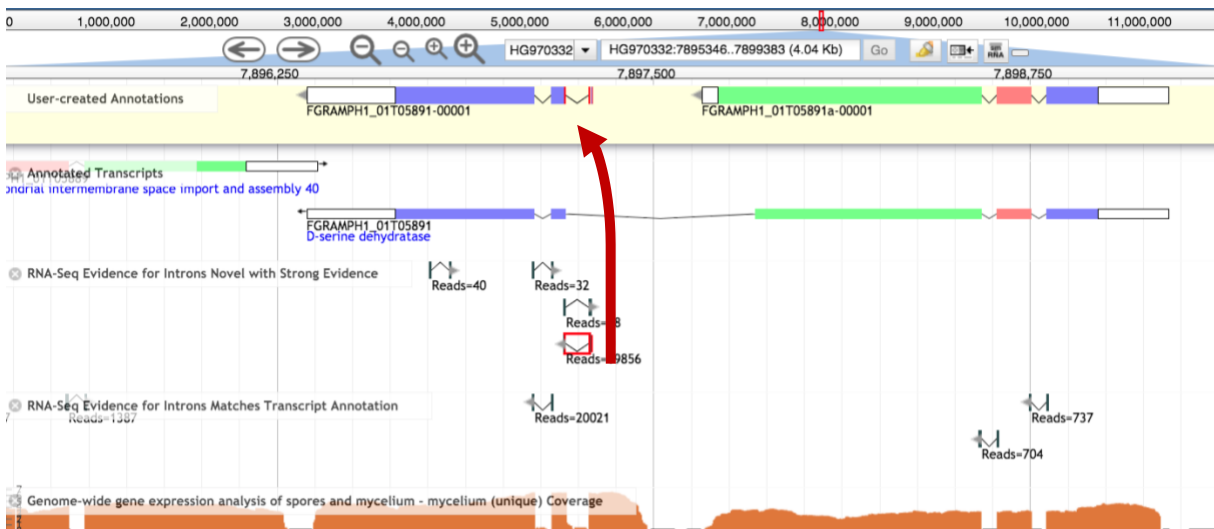 0 1,000,000 2,000,000 3,000,000 4,000,000 5,000,000 6,000,000 7,000,000 8,000,000 9,000,000 10,000,000 11,000,000
HG970332 HG970332:7895346..7899383 (4.04 Kb) Go RNA
7,896,250 7,897,500 7,898,750
User-created Annotations
FGRAMPH1_01T05891-00001 FGRAMPH1_01T05891a-00001
Annotated Transcripts
ondrial intermembrane space import and assembly 40
FGRAMPH1_01T05891
D-serine dehydratase
RNA-Seq Evidence for Introns Novel with Strong Evidence
Reads=40 Reads=32
Reads=
Reads= 9856
RNA-Seq Evidence for Introns Matches Transcript Annotation
Reads=1387 Reads=20021 Reads=737
Reads=704
Genome-wide gene expression analysis of spores and mycelium - mycelium (unique) Coverage